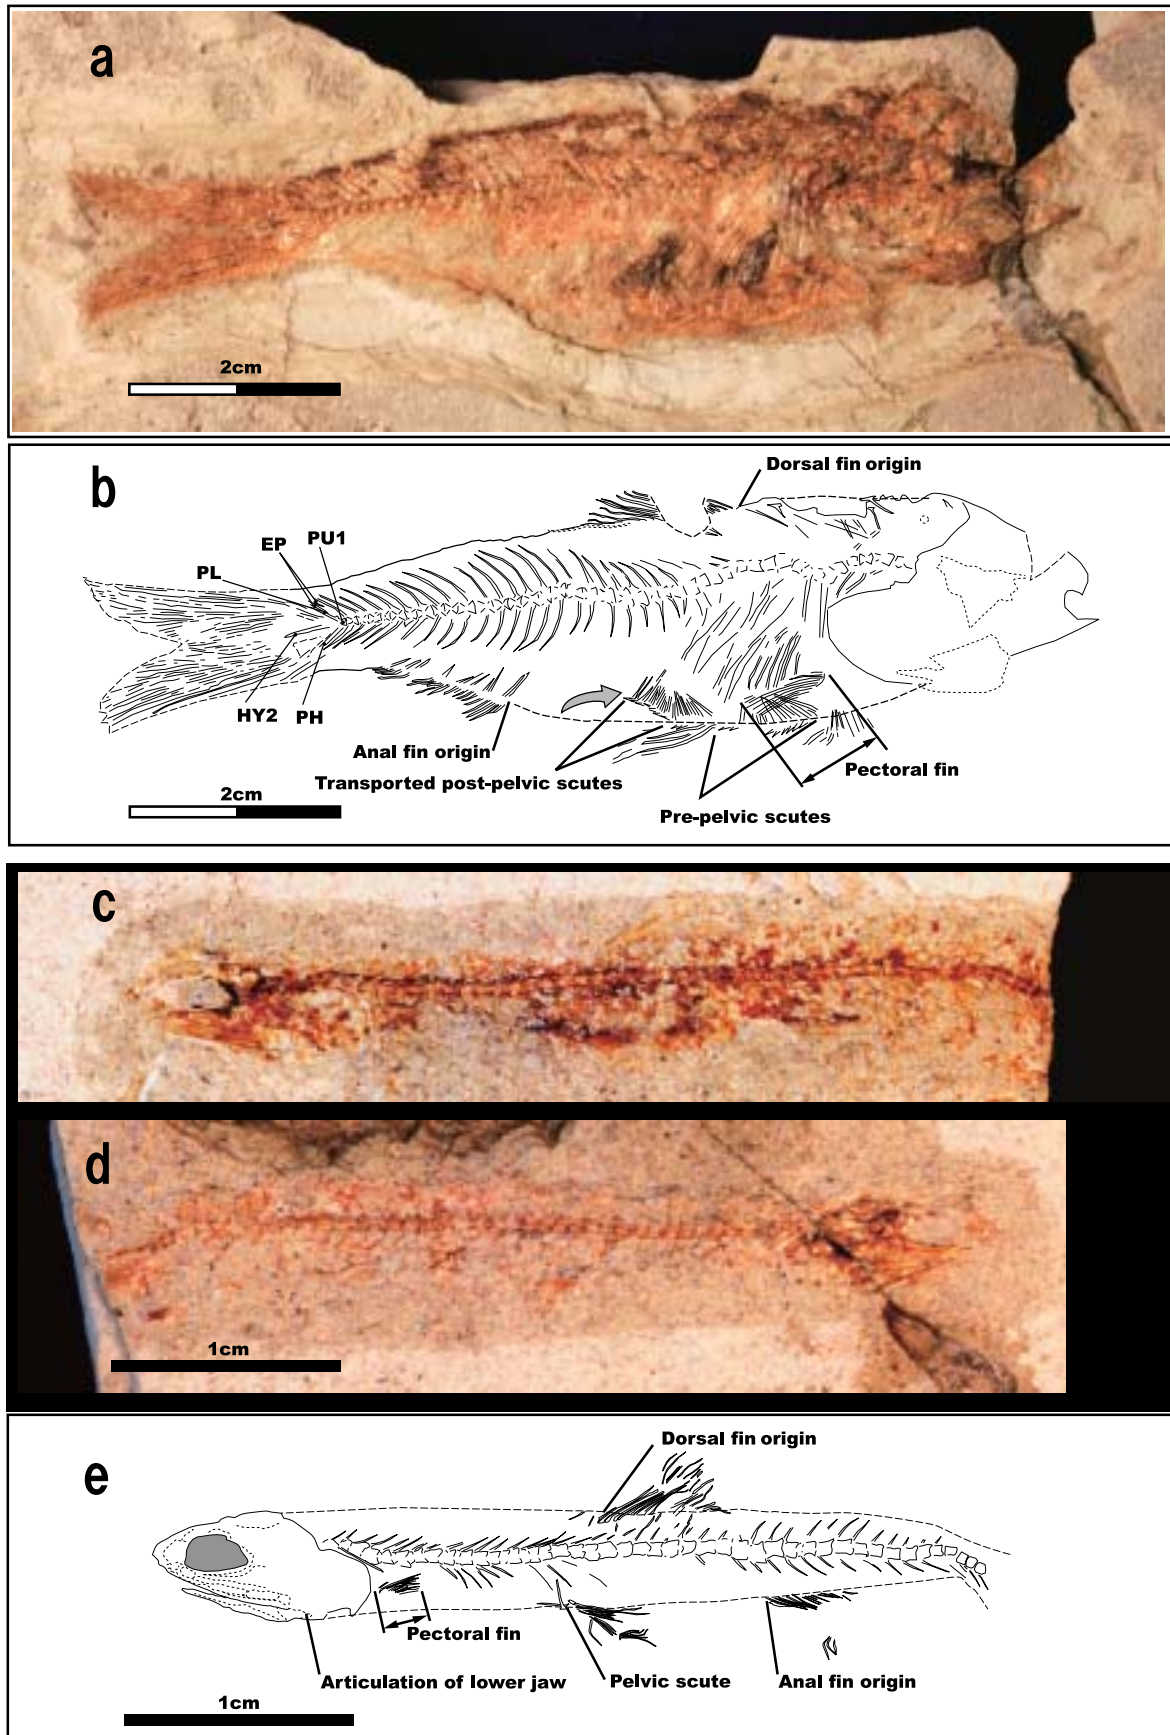 a
2cm
b
Dorsal fin origin
EP
PU1
PL
HY2
PH
Anal fin origin
Transported post-pelvic scutes
Pectoral fin
Pre-pelvic scutes
2cm
c
d
1cm
e
Dorsal fin origin
Pectoral fin
Articulation of lower jaw
Pelvic scute
Anal fin origin
1cm